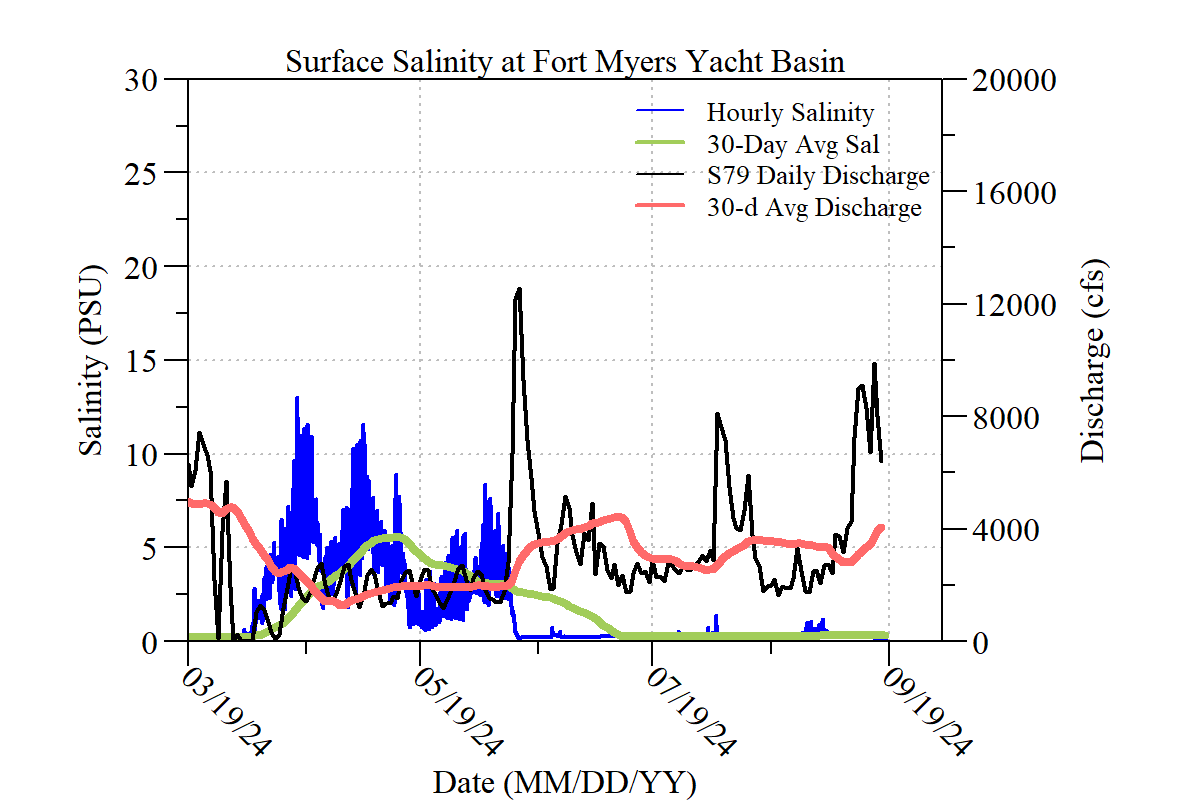 Surface Salinity at Fort Myers Yacht Basin
30
25
20
15
10
5
0
Salinity (PSU)
Hourly Salinity
30-Day Avg Sal
S79 Daily Discharge
30-d Avg Discharge
20000
16000
12000
8000
4000
0
Discharge (cfs)
03/19/24
05/19/24
07/19/24
09/19/24
Date (MM/DD/YY)